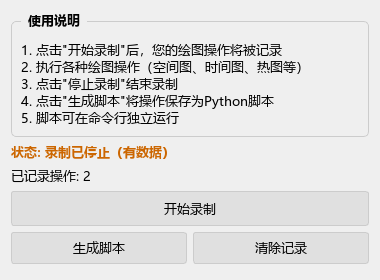 使用说明
1. 点击"开始录制"后，您的绘图操作将被记录
2. 执行各种绘图操作（空间图、时间图、热图等）
3. 点击"停止录制"结束录制
4. 点击"生成脚本"将操作保存为Python脚本
5. 脚本可在命令行独立运行
状态: 录制已停止（有数据）
已记录操作: 2
开始录制
生成脚本 清除记录